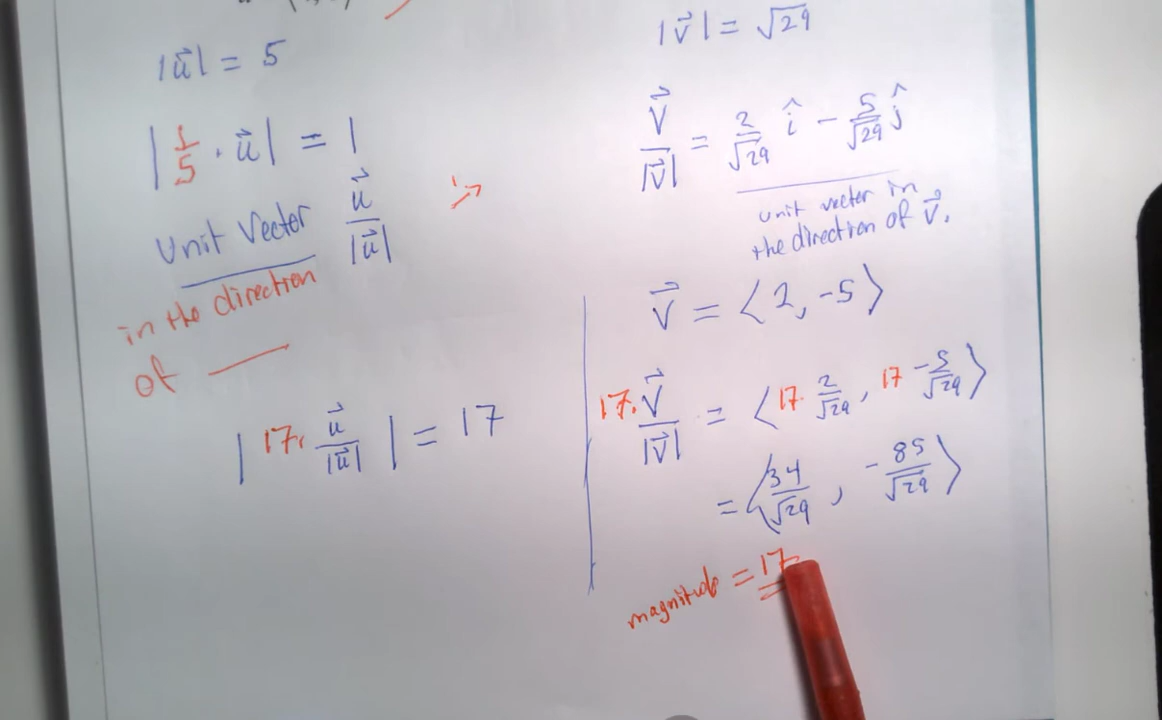 |u⃗| = 5
|1/5 · u⃗| = 1
Unit Vector u⃗/|u⃗|
in the direction
of
|17 · u⃗/|u⃗|| = 17
|v⃗| = √29
v⃗/|v⃗| = 2/√29 î − 5/√29 ĵ
unit vector in
the direction of v⃗.
v⃗ = ⟨2, -5⟩
17 · v⃗/|v⃗| = ⟨17 2/√29, 17 -5/√29⟩
= ⟨34/√29, -85/√29⟩
magnitude = 17